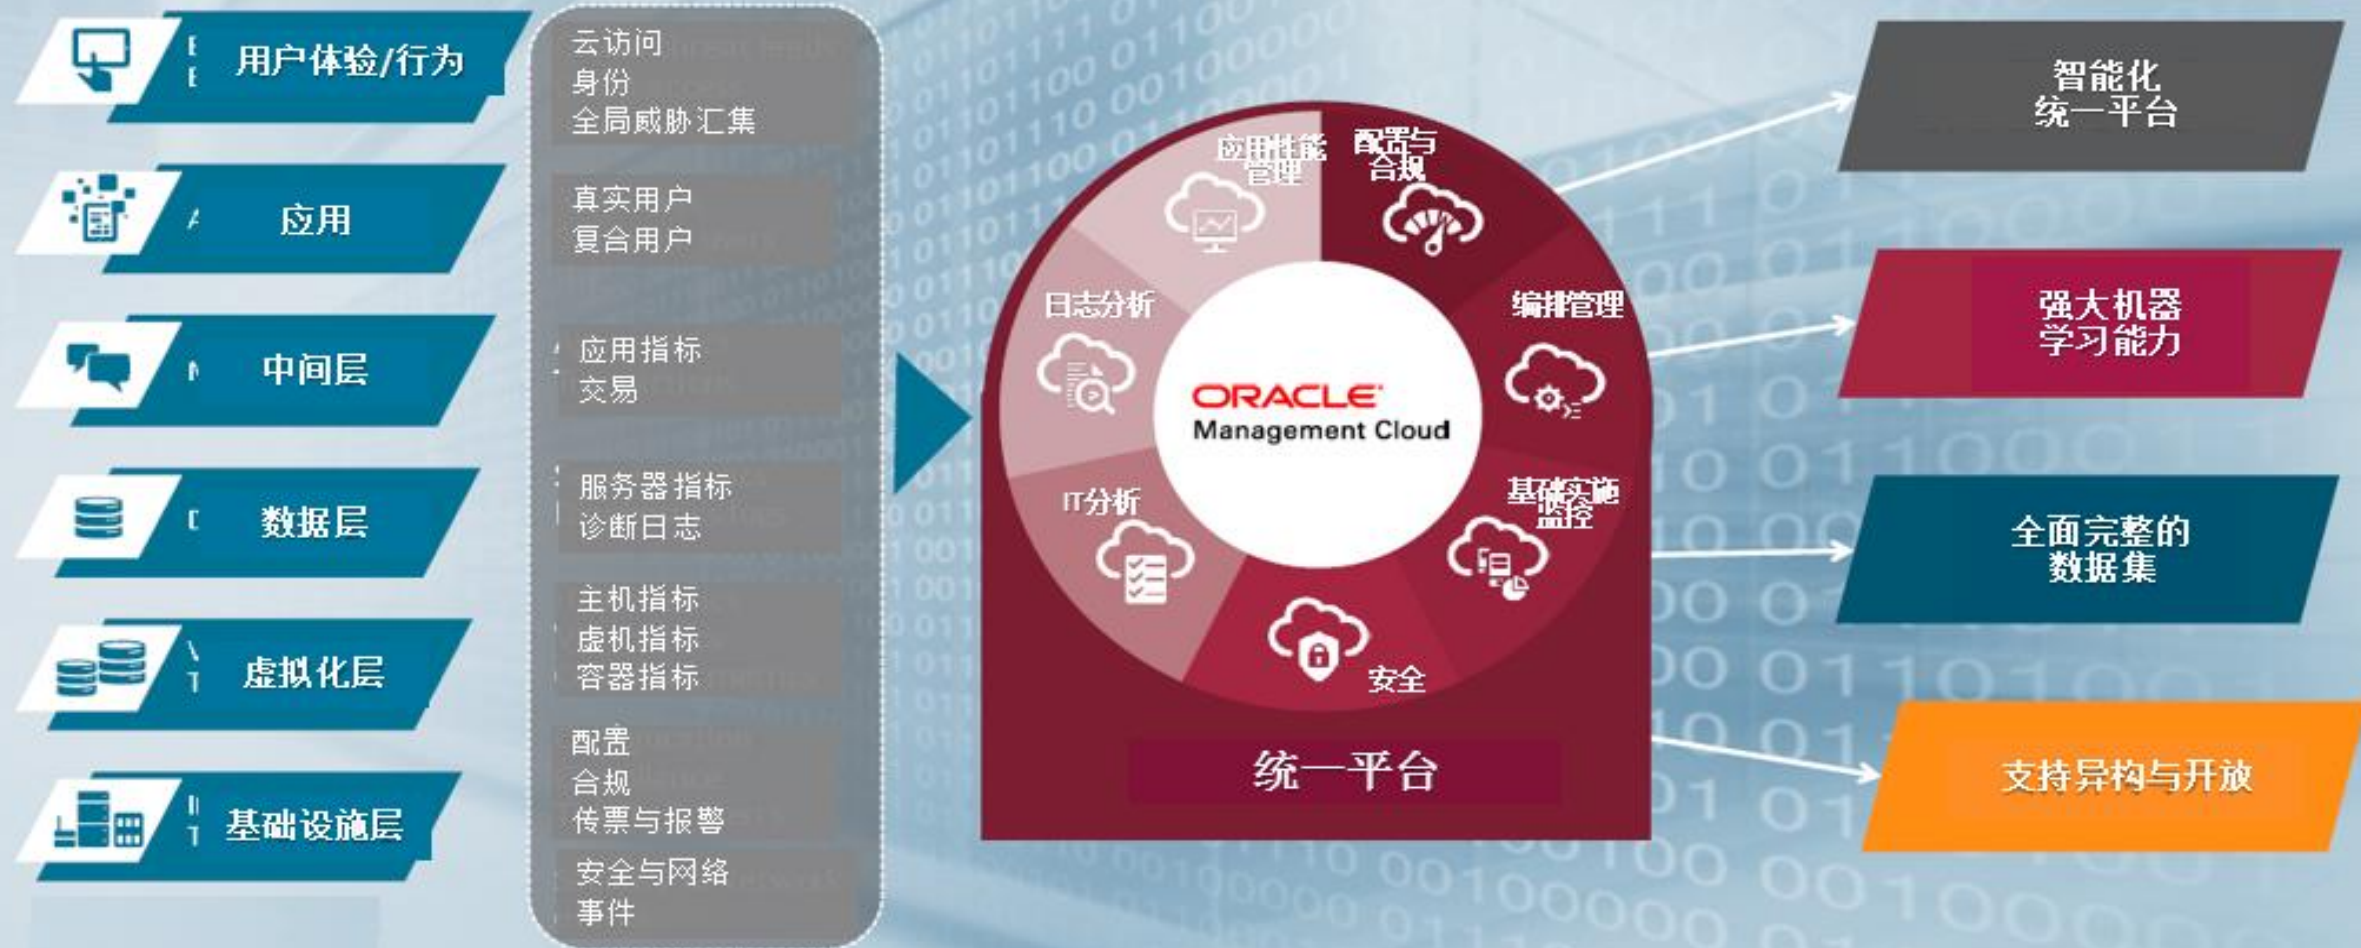 用户体验/行为
应用
中间层
数据层
虚拟化层
基础设施层
云访问
身份
全局威胁汇集
真实用户
复合用户
应用指标
交易
服务器指标
诊断日志
主机指标
虚机指标
容器指标
配置
合规
传票与报警
安全与网络
事件
应用性能
管理
配置与
合规
日志分析
编排管理
ORACLE
Management Cloud
IT分析
基础实施
监控
安全
统一平台
智能化
统一平台
强大机器
学习能力
全面完整的
数据集
支持异构与开放